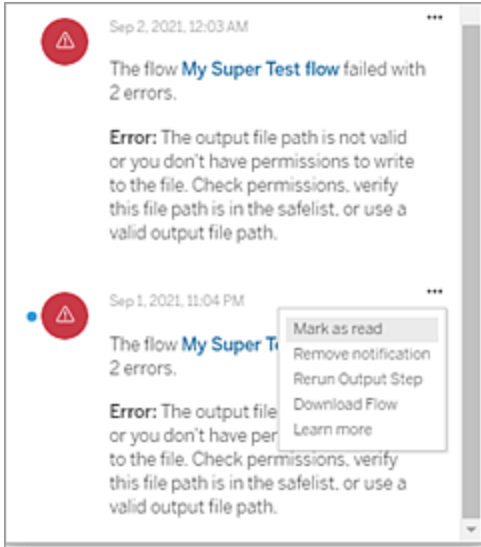 Sep 2, 2021, 12:03 AM
The flow My Super Test flow failed with
2 errors.
Error: The output file path is not valid
or you don't have permissions to write
to the file. Check permissions, verify
this file path is in the safelist, or use a
valid output file path.
Sep 1, 2021, 11:04 PM
The flow My Super
2 errors.
Error: The output file
or you don't have
to the file. Check permissions, verify
this file path is in the safelist, or use a
valid output file path.
Mark as read
Remove notification
Rerun Output Step
Download Flow
Learn more